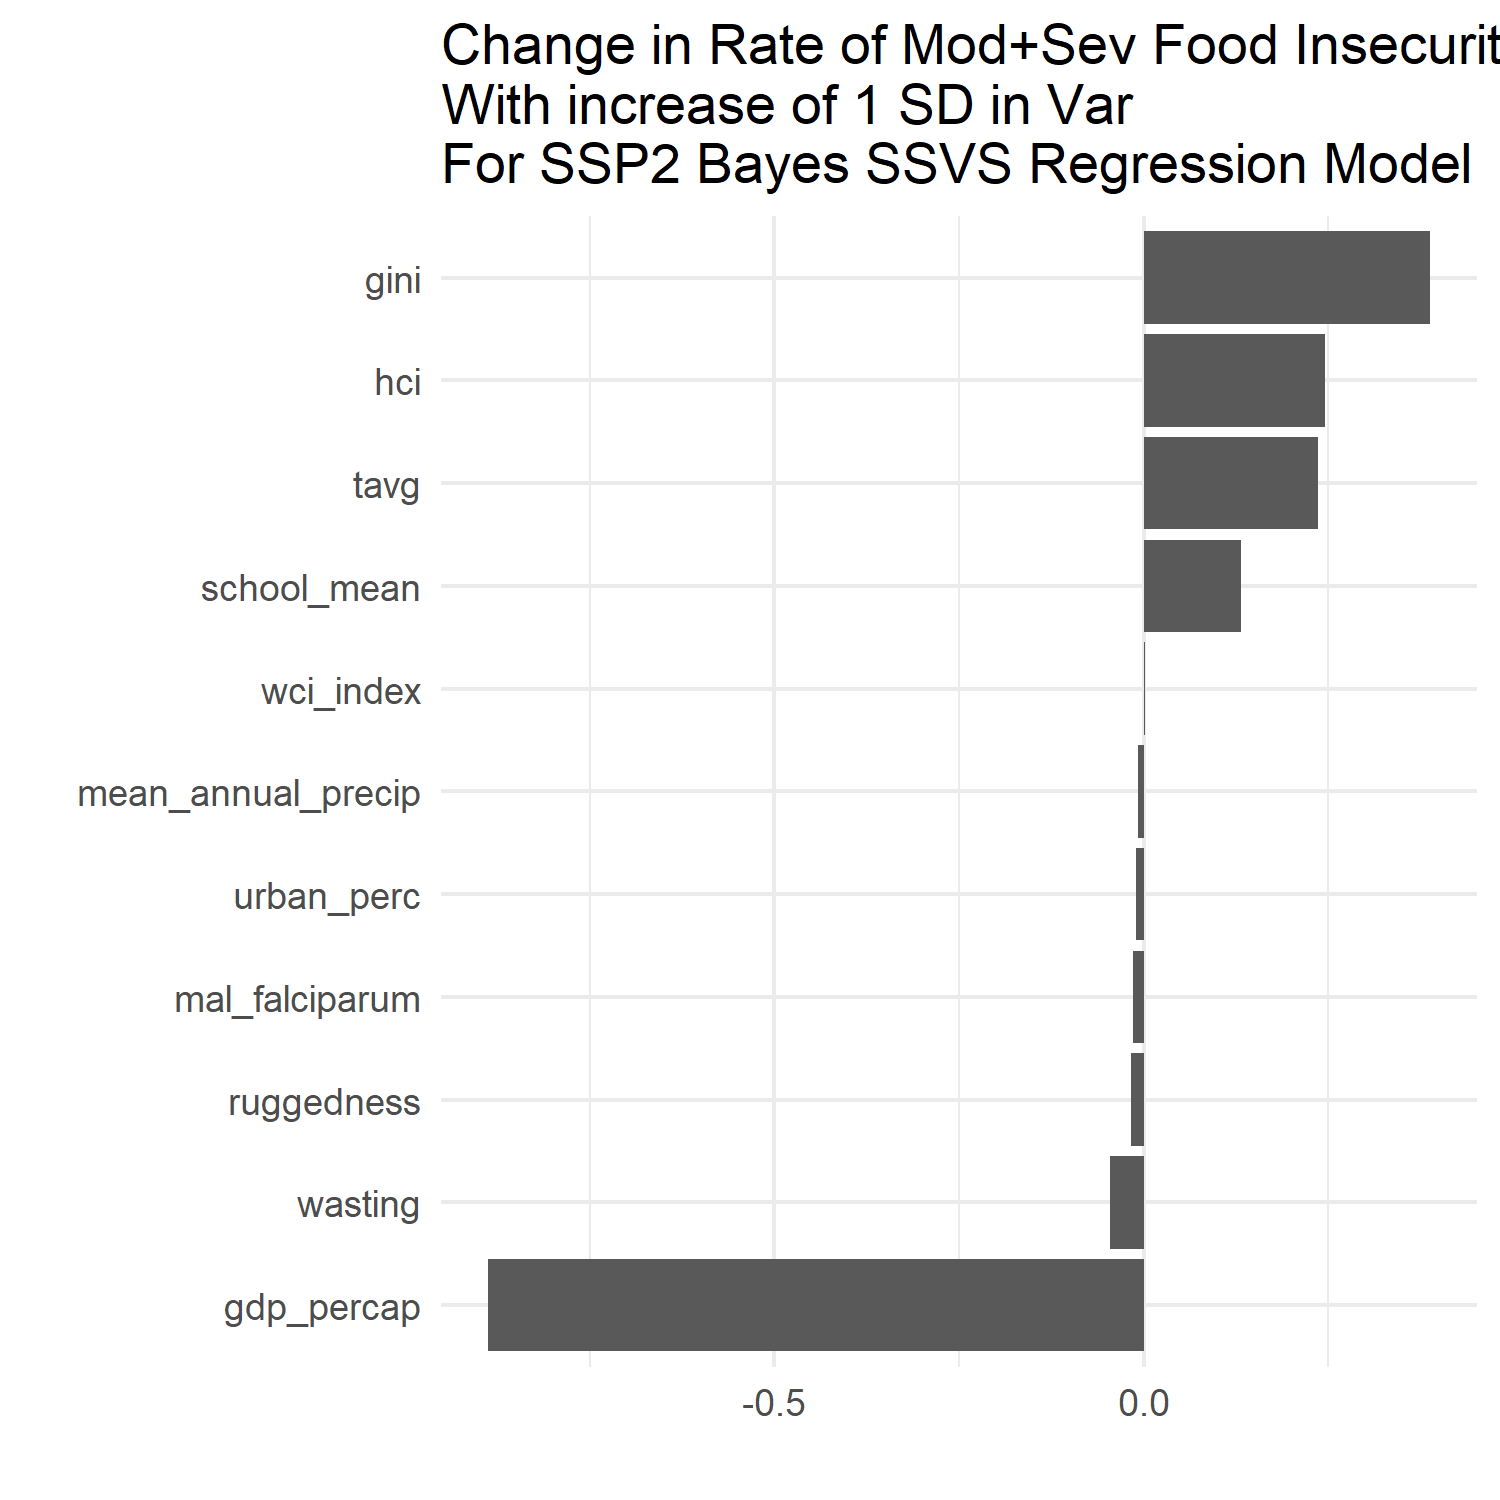 Change in Rate of Mod+Sev Food Insecurit
With increase of 1 SD in Var
For SSP2 Bayes SSVS Regression Model
gini
hci
tavg
school_mean
wci_index
mean_annual_precip
urban_perc
mal_falciparum
ruggedness
wasting
gdp_percap
-0.5
0.0